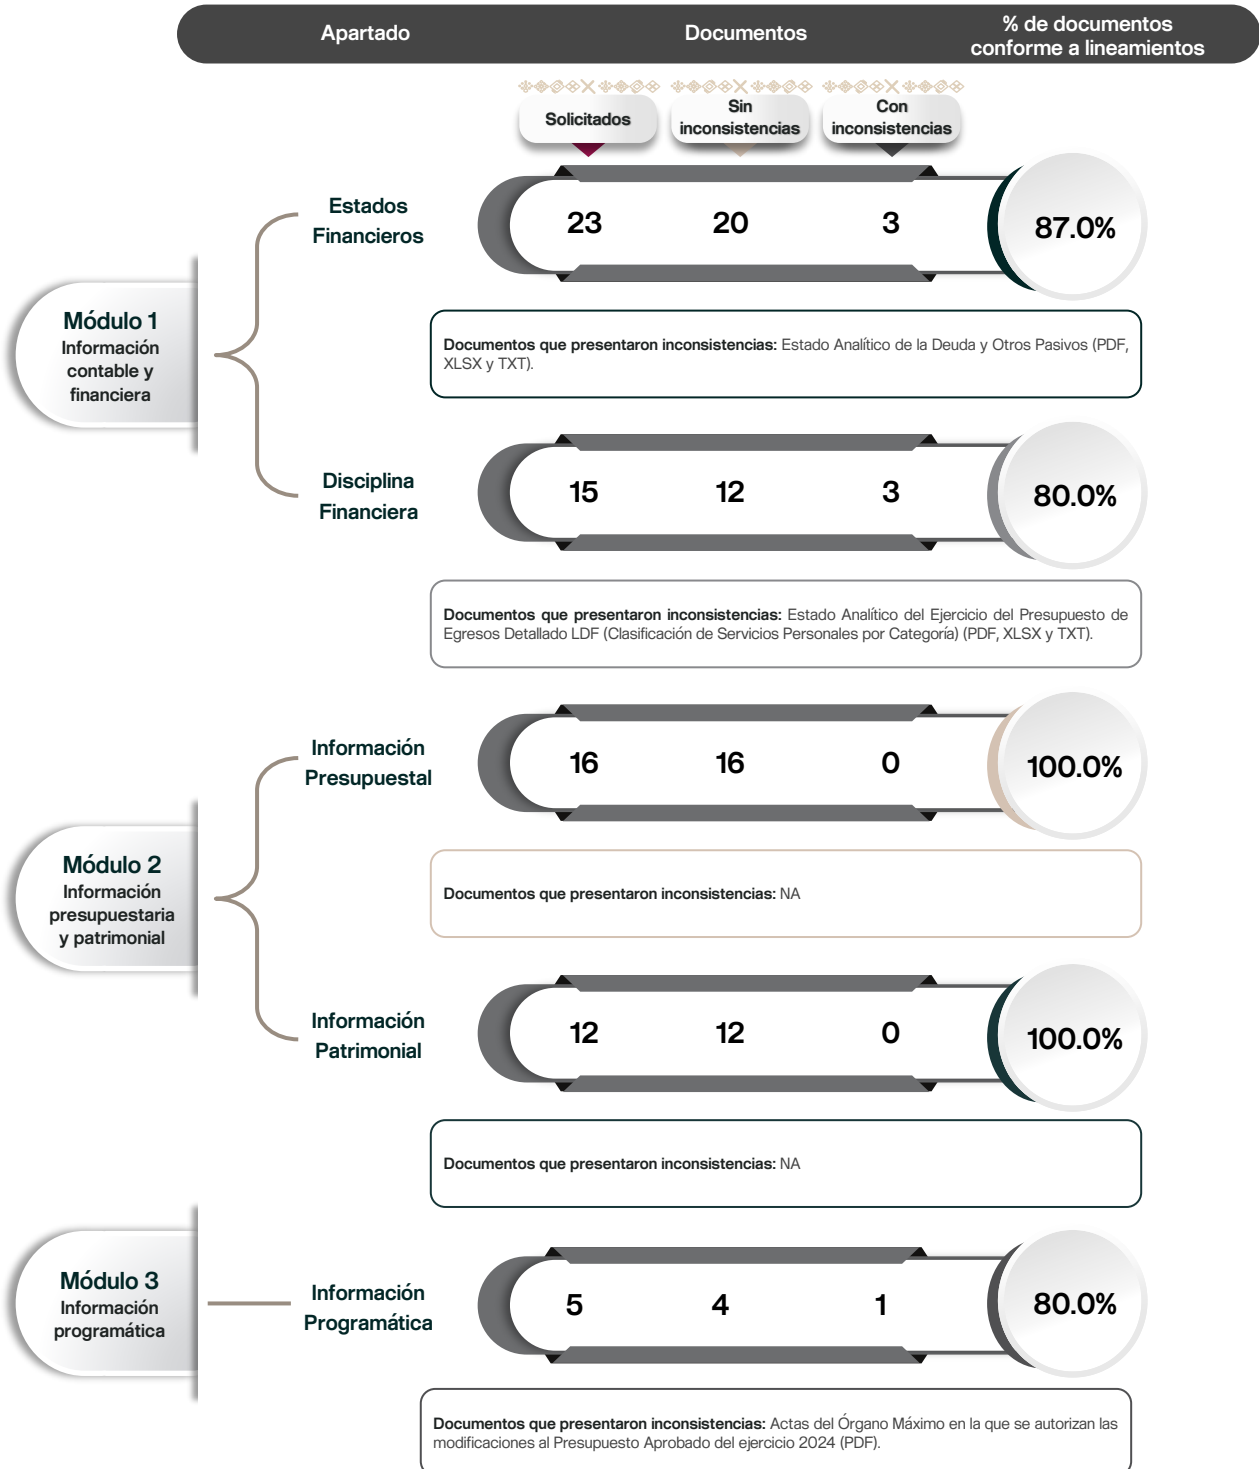 Apartado
Documentos
% de documentos
conforme a lineamientos
Solicitados
Sin
inconsistencias
Con
inconsistencias
Módulo 1
Información
contable y
financiera
Estados
Financieros
23
20
3
87.0%
Documentos que presentaron inconsistencias: Estado Analítico de la Deuda y Otros Pasivos (PDF,
XLSX y TXT).
Disciplina
Financiera
15
12
3
80.0%
Documentos que presentaron inconsistencias: Estado Analítico del Ejercicio del Presupuesto de
Egresos Detallado LDF (Clasificación de Servicios Personales por Categoría) (PDF, XLSX y TXT).
Módulo 2
Información
presupuestaria
y patrimonial
Información
Presupuestal
16
16
0
100.0%
Documentos que presentaron inconsistencias: NA
Información
Patrimonial
12
12
0
100.0%
Documentos que presentaron inconsistencias: NA
Módulo 3
Información
programática
Información
Programática
5
4
1
80.0%
Documentos que presentaron inconsistencias: Actas del Órgano Máximo en la que se autorizan las
modificaciones al Presupuesto Aprobado del ejercicio 2024 (PDF).